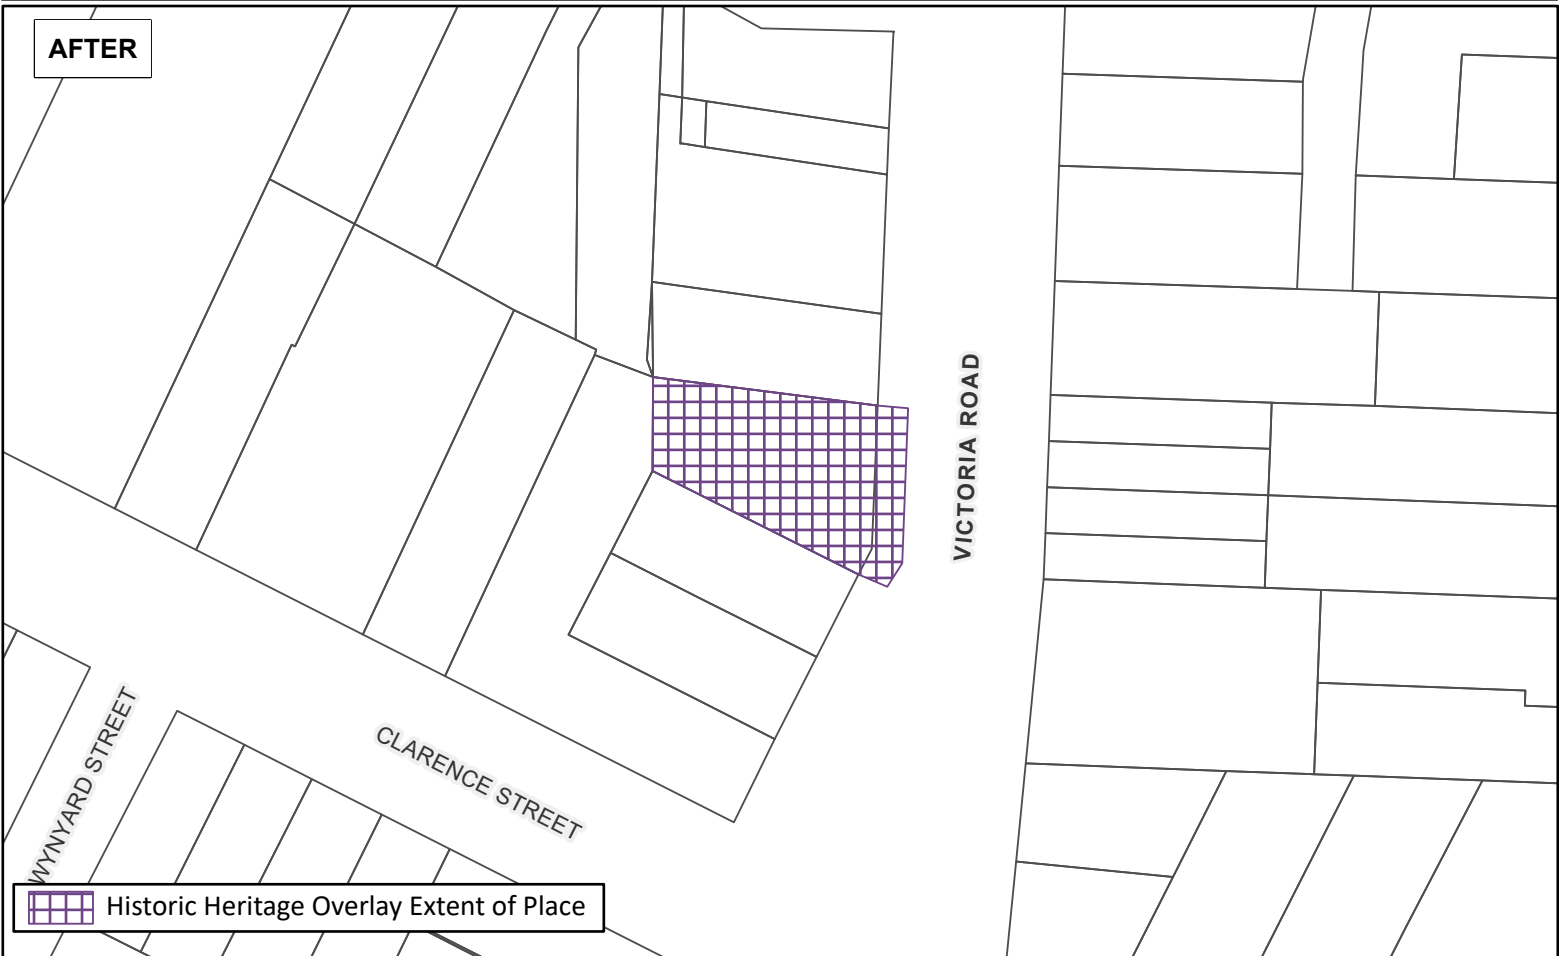 AFTER
VICTORIA ROAD
CLARENCE STREET
WYNYARD STREET
Historic Heritage Overlay Extent of Place